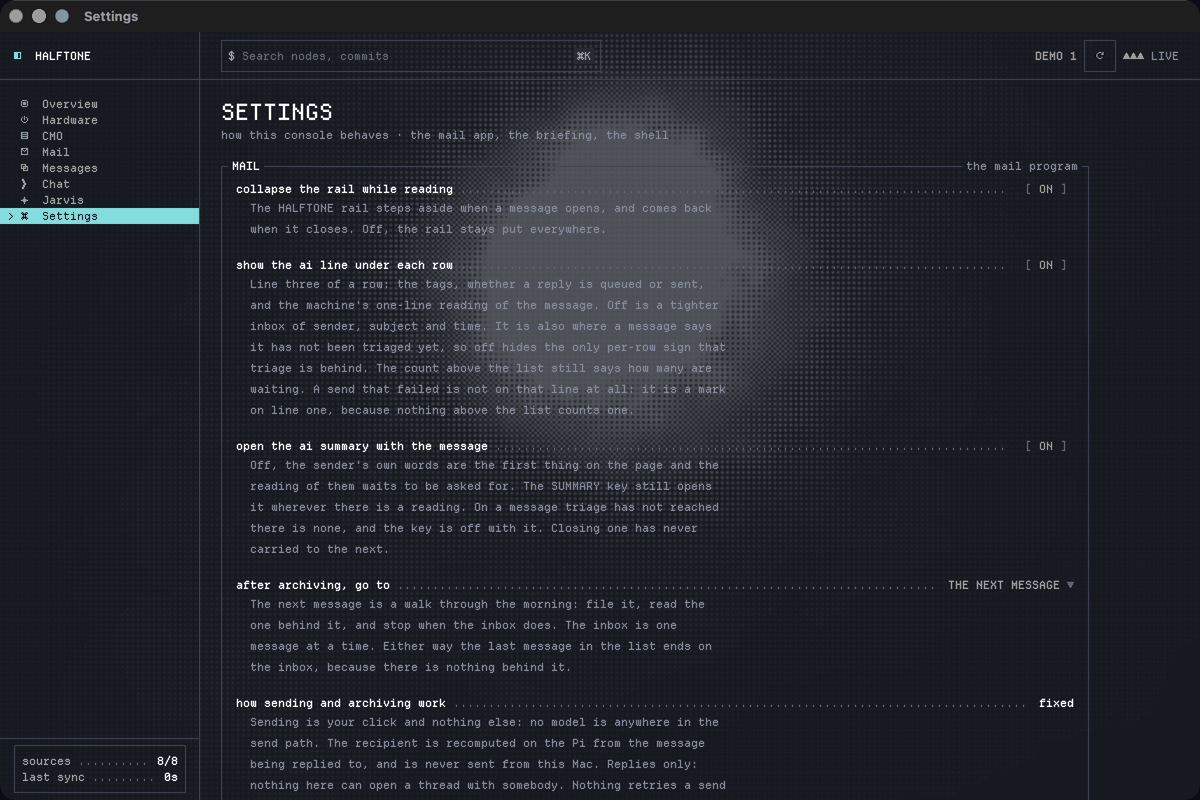 Settings
HALFTONE
$ Search nodes, commits ⌘K
DEMO 1
LIVE
Overview
Hardware
CMO
Mail
Messages
Chat
Jarvis
> ⌘ Settings
SETTINGS
how this console behaves · the mail app, the briefing, the shell
MAIL the mail program
collapse the rail while reading [ ON ]
The HALFTONE rail steps aside when a message opens, and comes back
when it closes. Off, the rail stays put everywhere.
show the ai line under each row [ ON ]
Line three of a row: the tags, whether a reply is queued or sent,
and the machine's one-line reading of the message. Off is a tighter
inbox of sender, subject and time. It is also where a message says
it has not been triaged yet, so off hides the only per-row sign that
triage is behind. The count above the list still says how many are
waiting. A send that failed is not on that line at all: it is a mark
on line one, because nothing above the list counts one.
open the ai summary with the message [ ON ]
Off, the sender's own words are the first thing on the page and the
reading of them waits to be asked for. The SUMMARY key still opens
it wherever there is a reading. On a message triage has not reached
there is none, and the key is off with it. Closing one has never
carried to the next.
after archiving, go to THE NEXT MESSAGE ▼
The next message is a walk through the morning: file it, read the
one behind it, and stop when the inbox does. The inbox is one
message at a time. Either way the last message in the list ends on
the inbox, because there is nothing behind it.
how sending and archiving work fixed
Sending is your click and nothing else: no model is anywhere in the
send path. The recipient is recomputed on the Pi from the message
being replied to, and is never sent from this Mac. Replies only:
nothing here can open a thread with somebody. Nothing retries a send
sources .......... 8/8
last sync ......... 0s